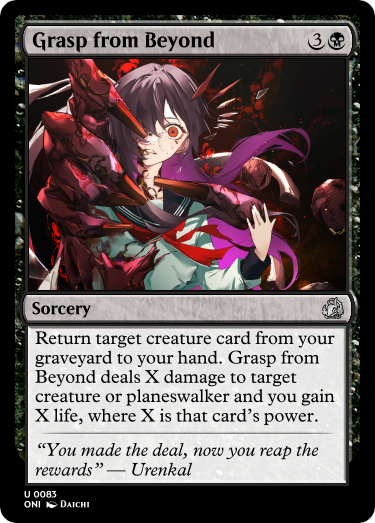 Grasp from Beyond 3
Sorcery
Return target creature card from your
graveyard to your hand. Grasp from
Beyond deals X damage to target
creature or planeswalker and you gain
X life, where X is that card's power.
“You made the deal, now you reap the
rewards” — Urenkal
U 0083
ONI Daichi